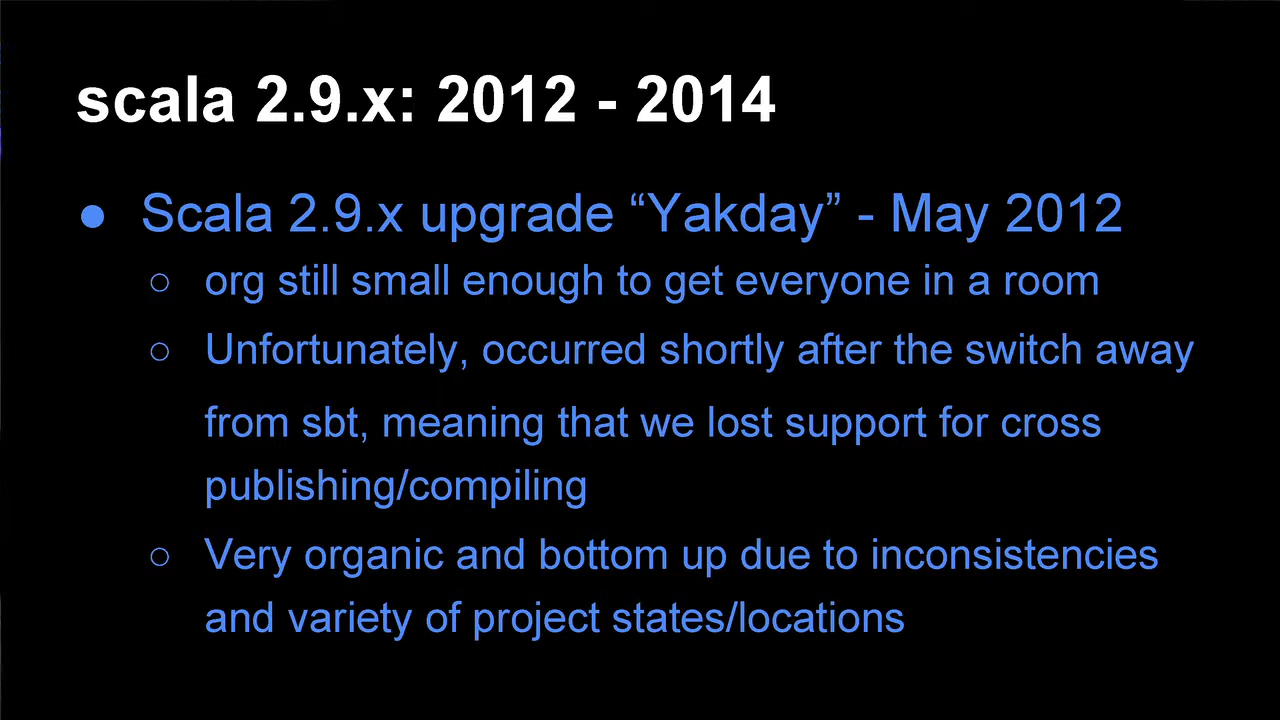 scala 2.9.x: 2012 - 2014
● Scala 2.9.x upgrade “Yakday” - May 2012
○ org still small enough to get everyone in a room
○ Unfortunately, occurred shortly after the switch away
from sbt, meaning that we lost support for cross
publishing/compiling
○ Very organic and bottom up due to inconsistencies
and variety of project states/locations